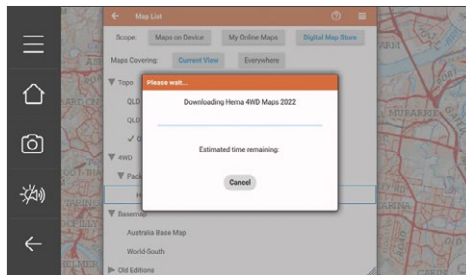 Map List
Scope: Maps on Device My Online Maps Digital Map Store
Maps Covering: Current View Everywhere
Topo
Please wait...
QLD
Downloading Hema 4WD Maps 2022
QLD
Estimated time remaining:
4WD
Pack
Cancel
H
Basemap
Australia Base Map
World-South
Old Editions
MURARRIE